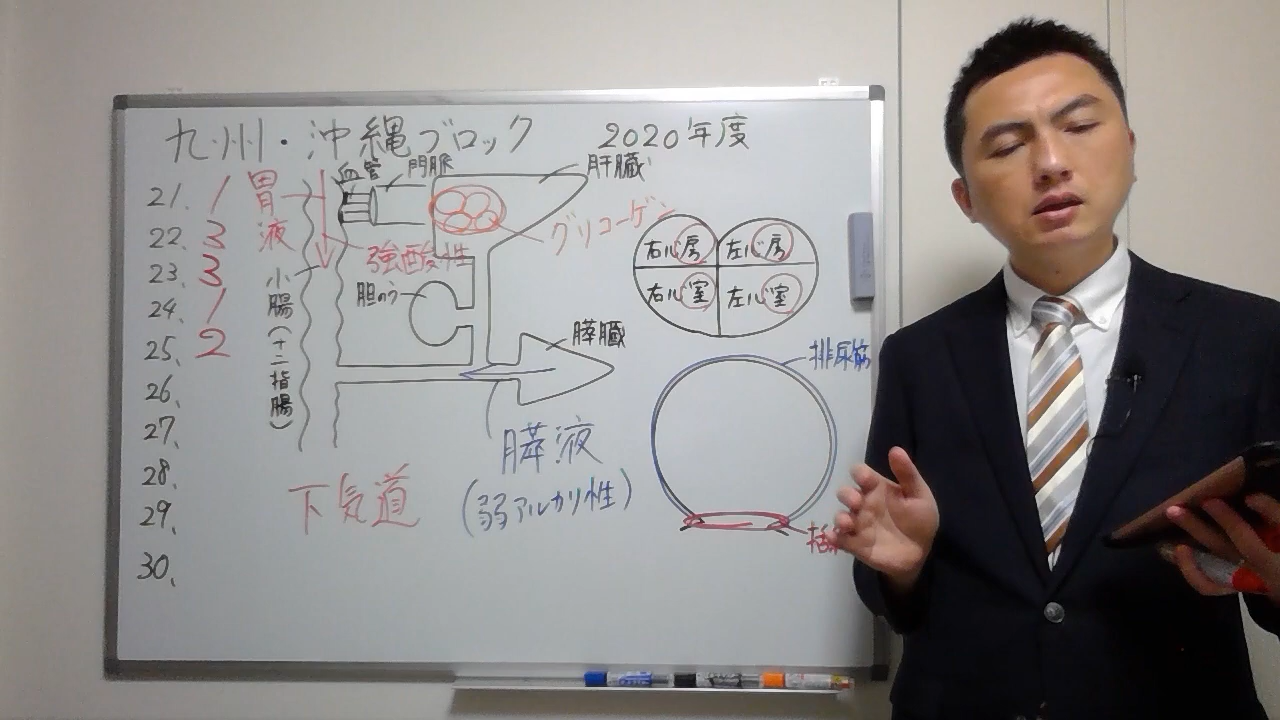 九州・沖縄ブロック 2020年度
21、1
22、3
23、3
24、1
25、2
26、
27、
28、
29、
30、
胃液
小腸(十二指腸)
血管
門脈
肝臓
グリコーゲン
強酸性
胆のう
膵臓
膵液
(弱アルカリ性)
下気道
右心房
左心房
右心室
左心室
排尿筋
括